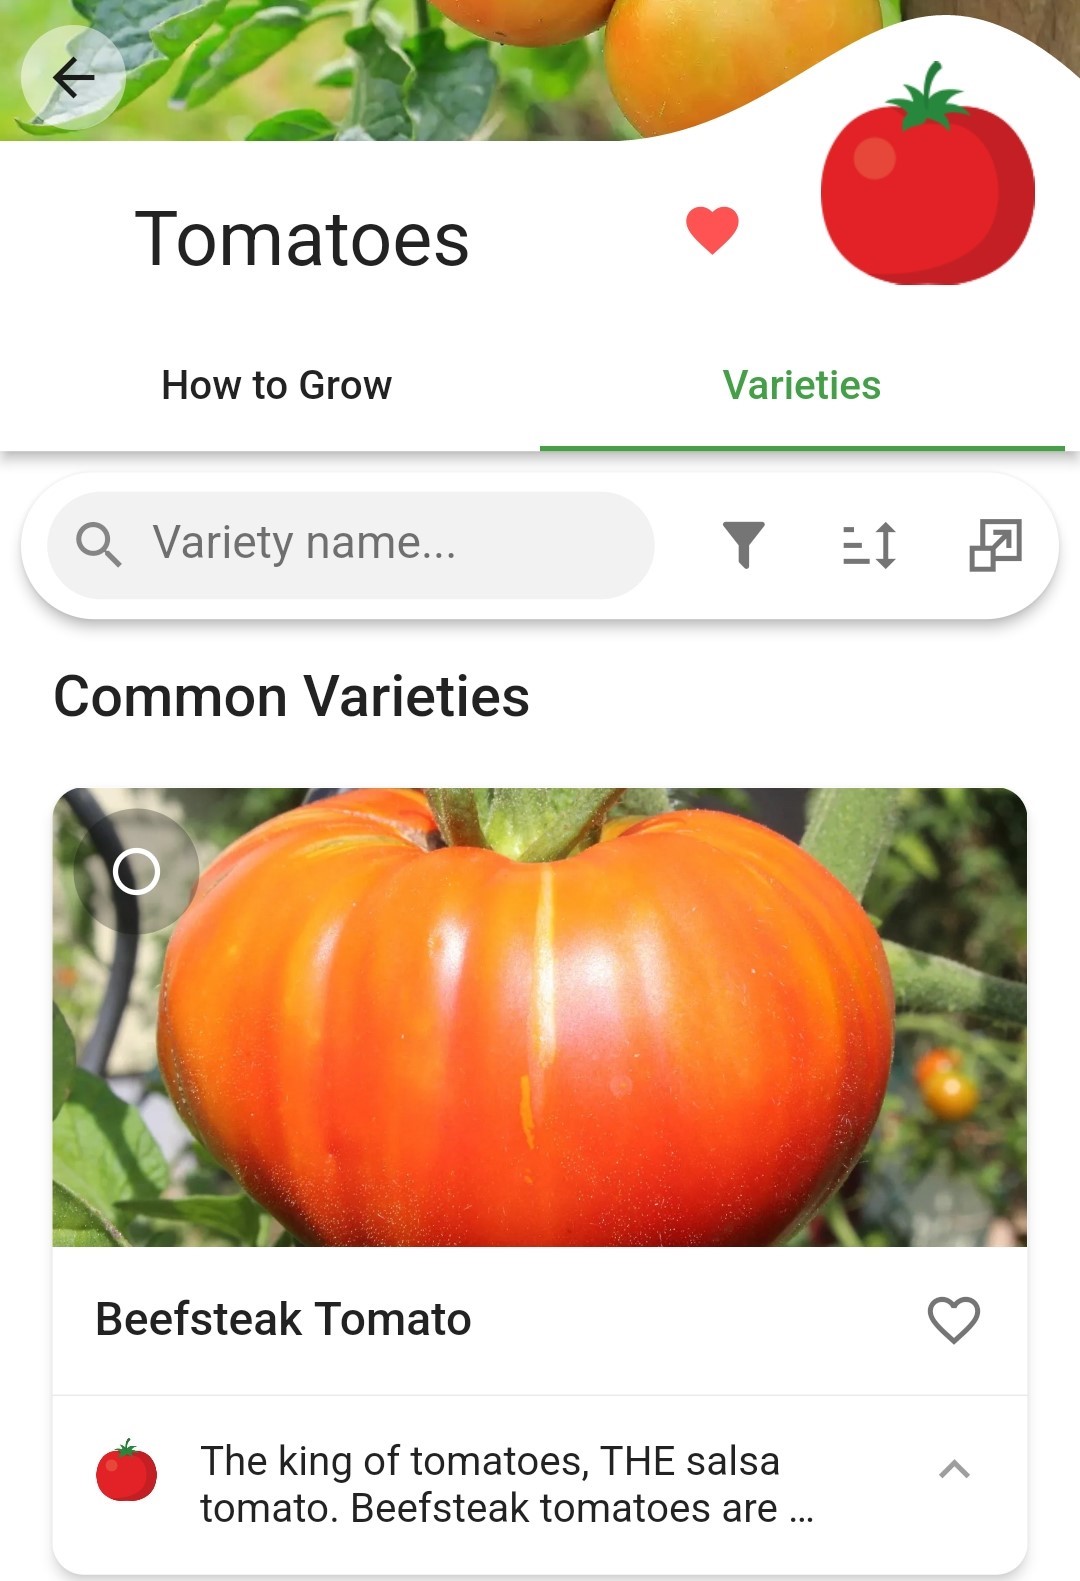 Tomatoes
How to Grow
Varieties
Variety name...
Common Varieties
Beefsteak Tomato
The king of tomatoes, THE salsa
tomato. Beefsteak tomatoes are ...